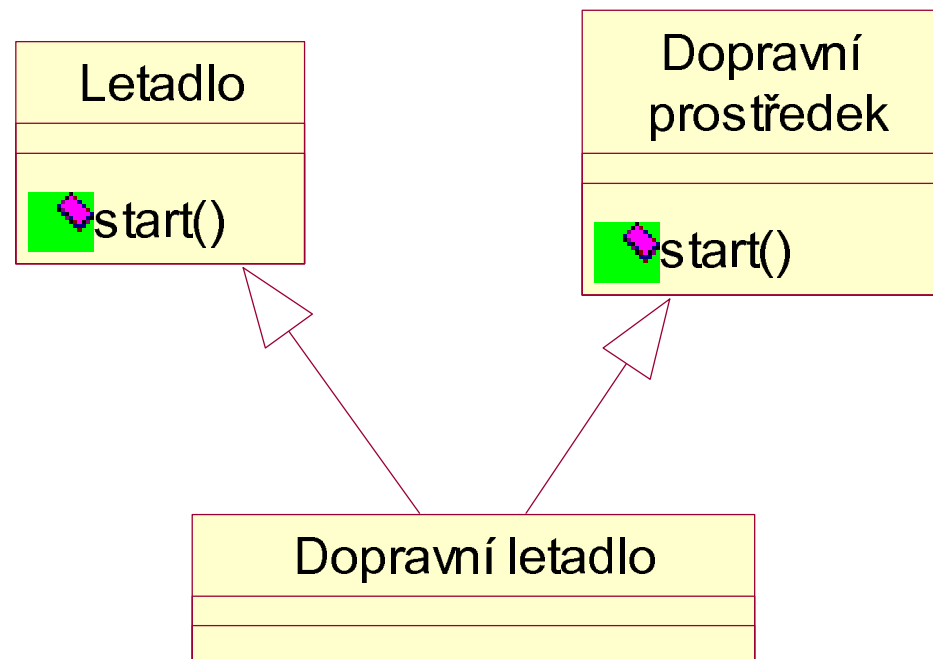 Letadlo
start()
Dopravní
prostředek
start()
Dopravní letadlo